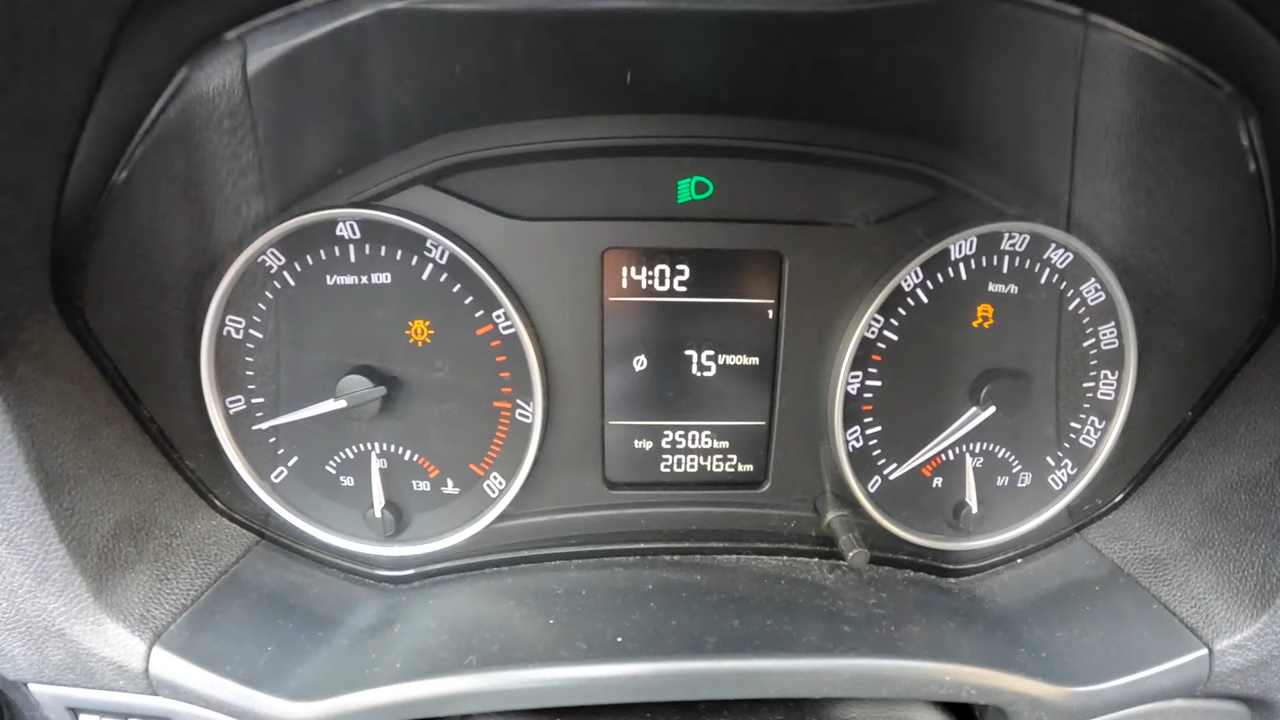 0 10 20 30 40 50 60 70 80
1/min x 100
50 90 130
14:02
1
Ø 7.5 l/100km
trip 250.6 km
208462 km
0 20 40 60 80 100 120 140 160 180 200 220 240
km/h
R 1/2 1/1